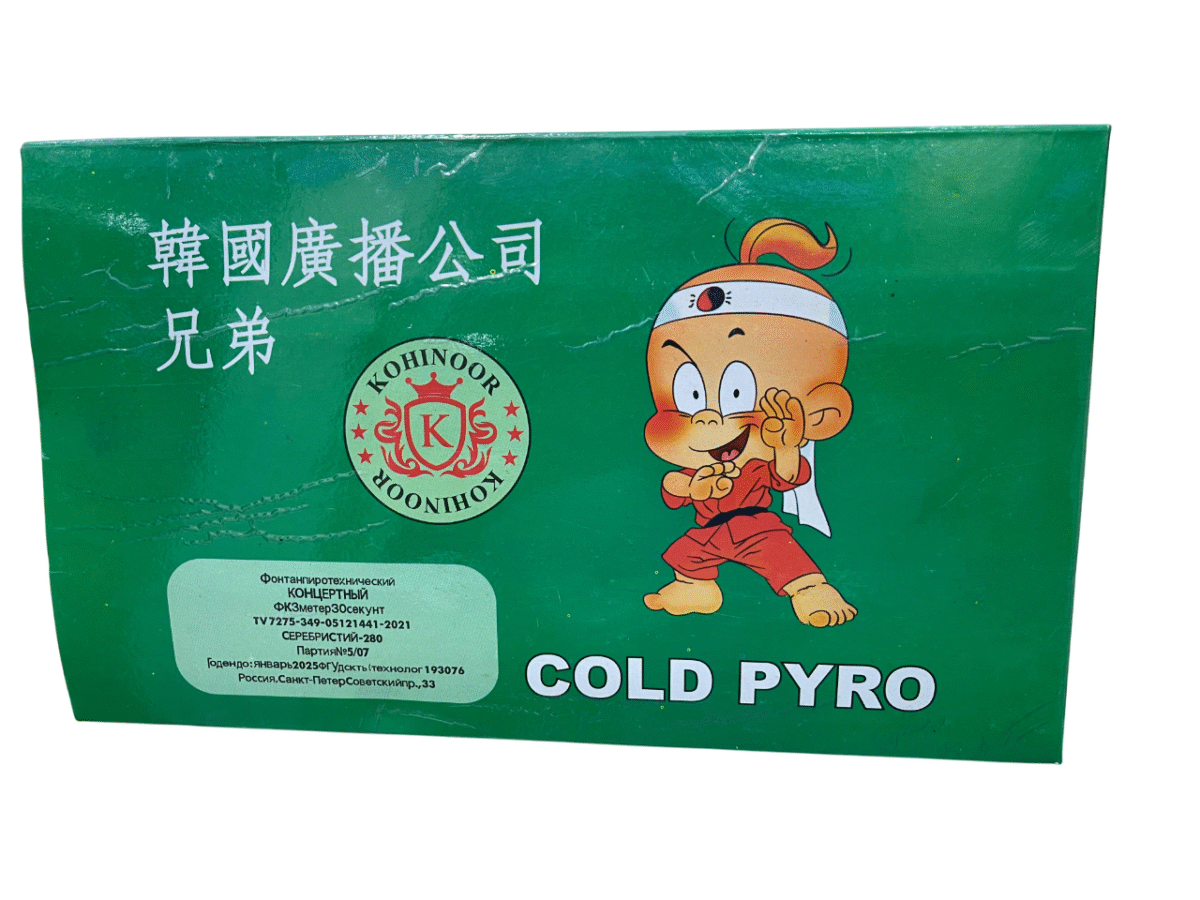 韓國廣播公司
兄弟
KOHINOOR
K
KOHINOOR
Фонтанпиротехнический
КОНЦЕРТНЫЙ
ФК3метер30секунт
TV7275-349-05121441-2021
СЕРЕБРИСТИЙ-280
Партия№5/07
Годендо:январь2025ФГУдскть(технолог193076
Россия,Санкт-ПетерСоветскийпр.,33
COLD PYRO